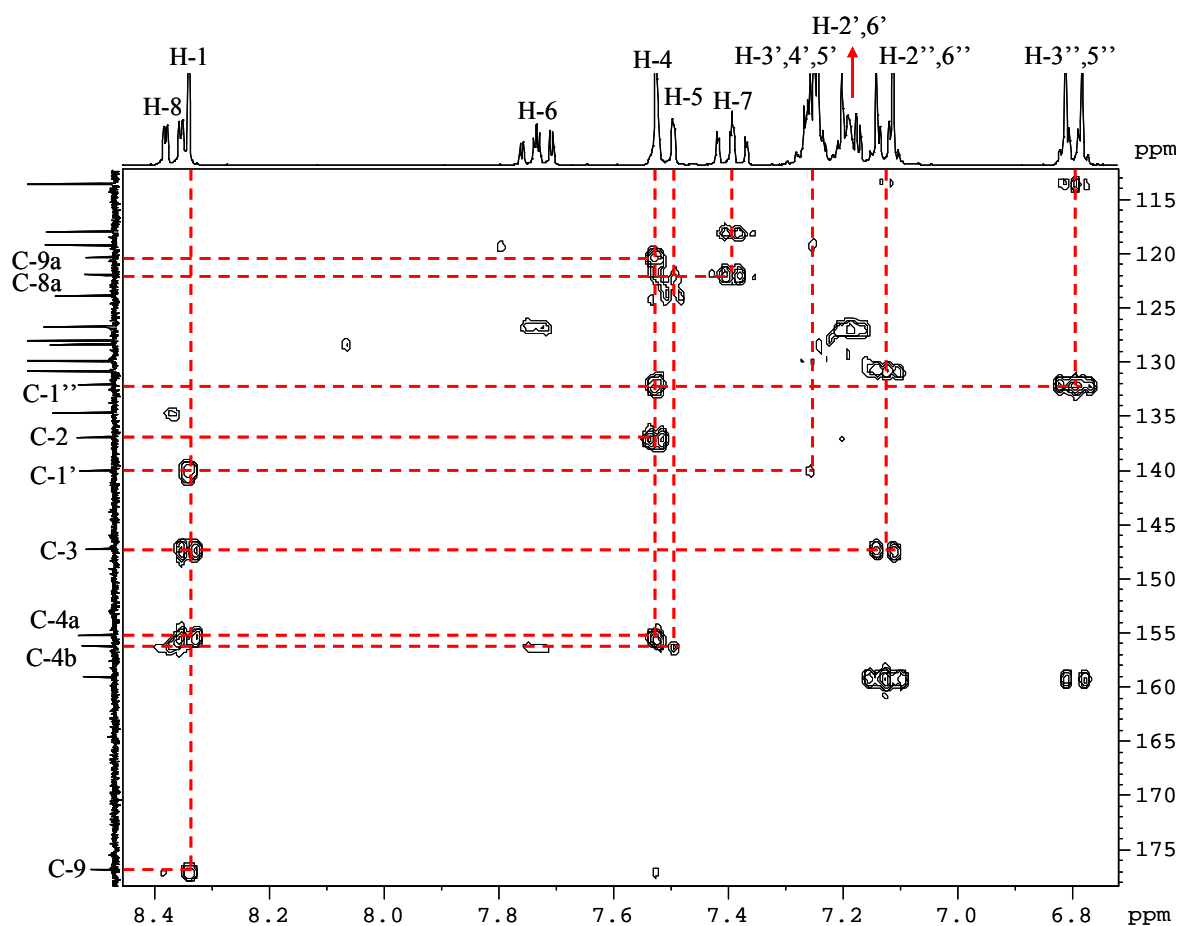 H-2',6'
H-1 H-4 H-3',4',5' H-2'',6'' H-3'',5''
H-8 H-6 H-5 H-7
ppm
115
120
C-9a
C-8a
125
130
C-1''
135
C-2
140
C-1'
145
C-3
150
C-4a
155
C-4b
160
165
170
175
C-9
8.4 8.2 8.0 7.8 7.6 7.4 7.2 7.0 6.8 ppm